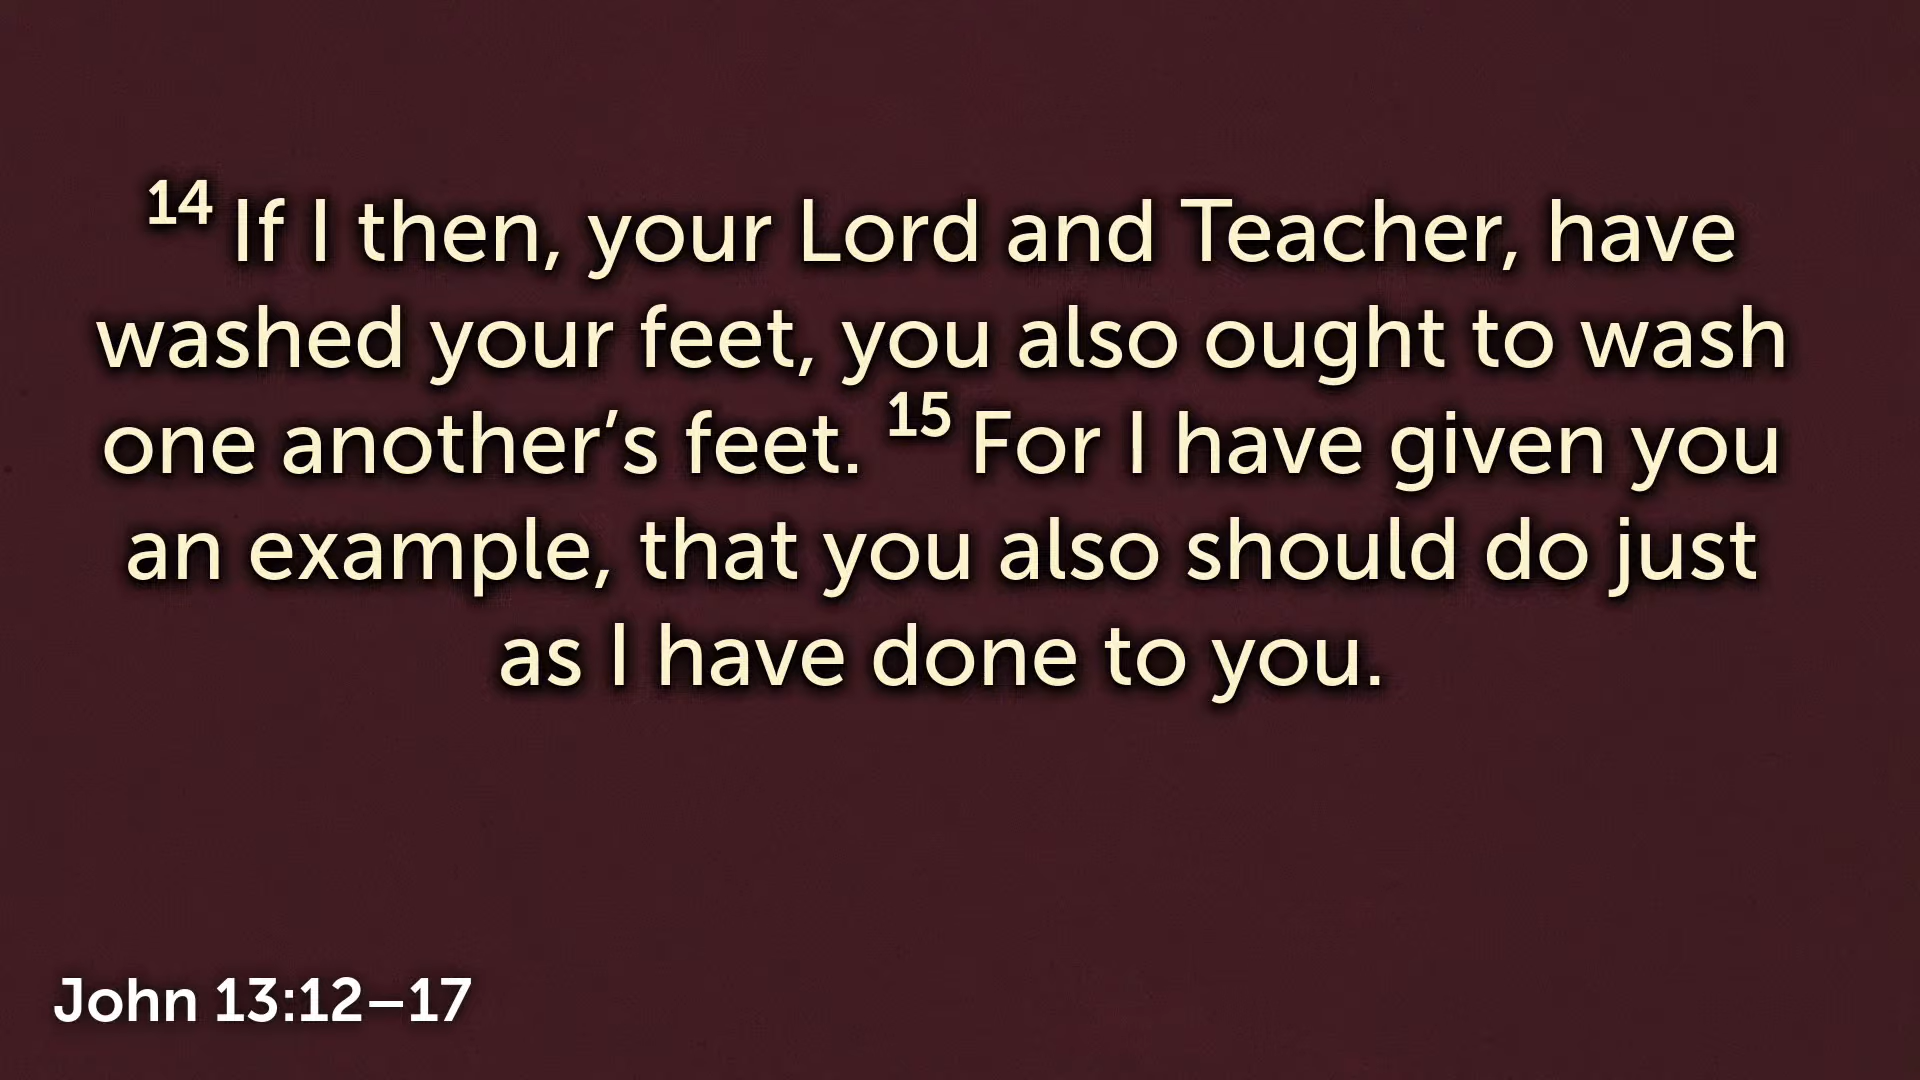 14 If I then, your Lord and Teacher, have
washed your feet, you also ought to wash
one another’s feet. 15 For I have given you
an example, that you also should do just
as I have done to you.
John 13:12–17